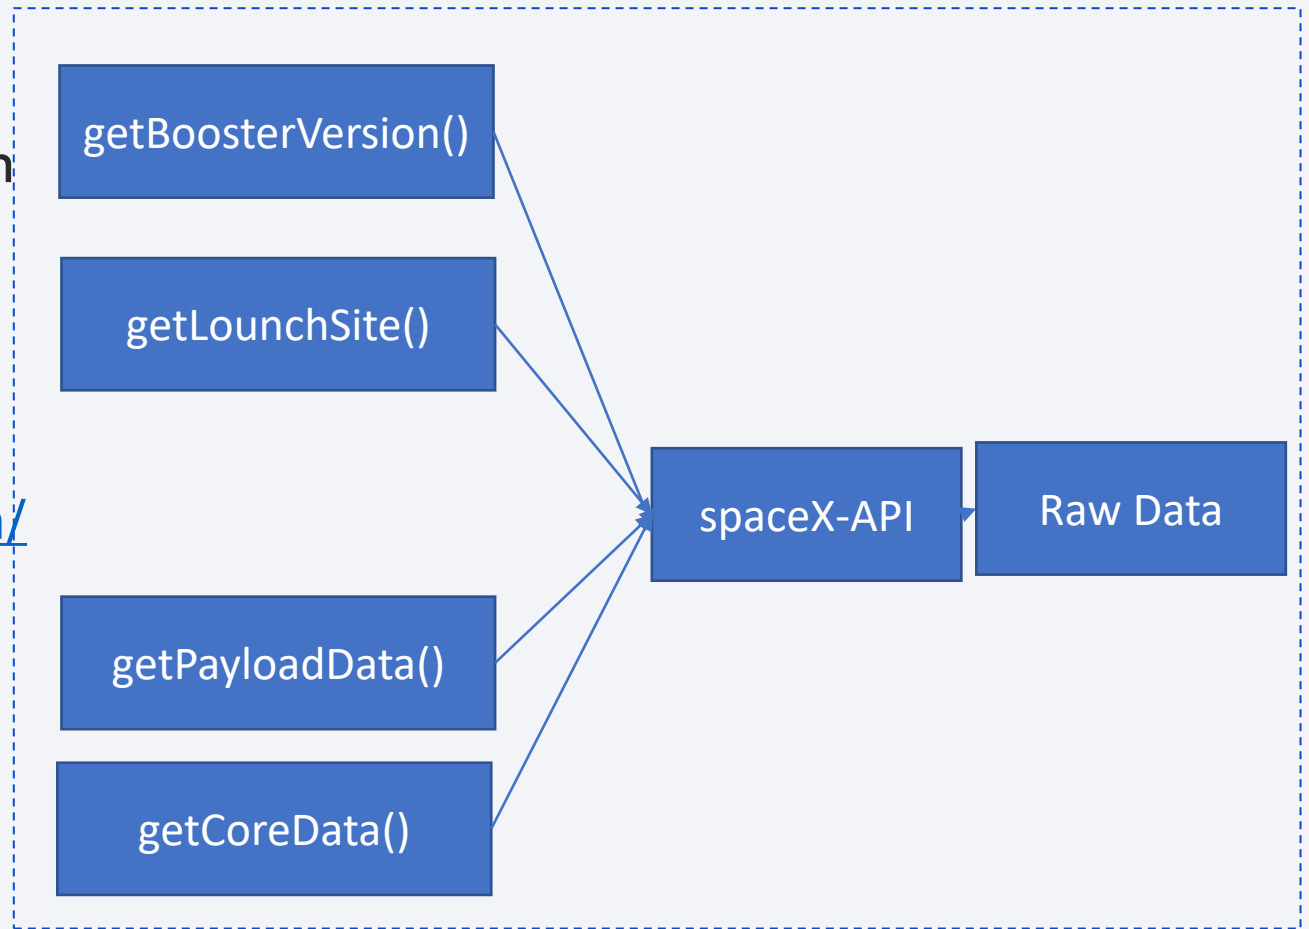 getBoosterVersion()
n
getLounchSite()
/
spaceX-API
Raw Data
getPayloadData()
getCoreData()